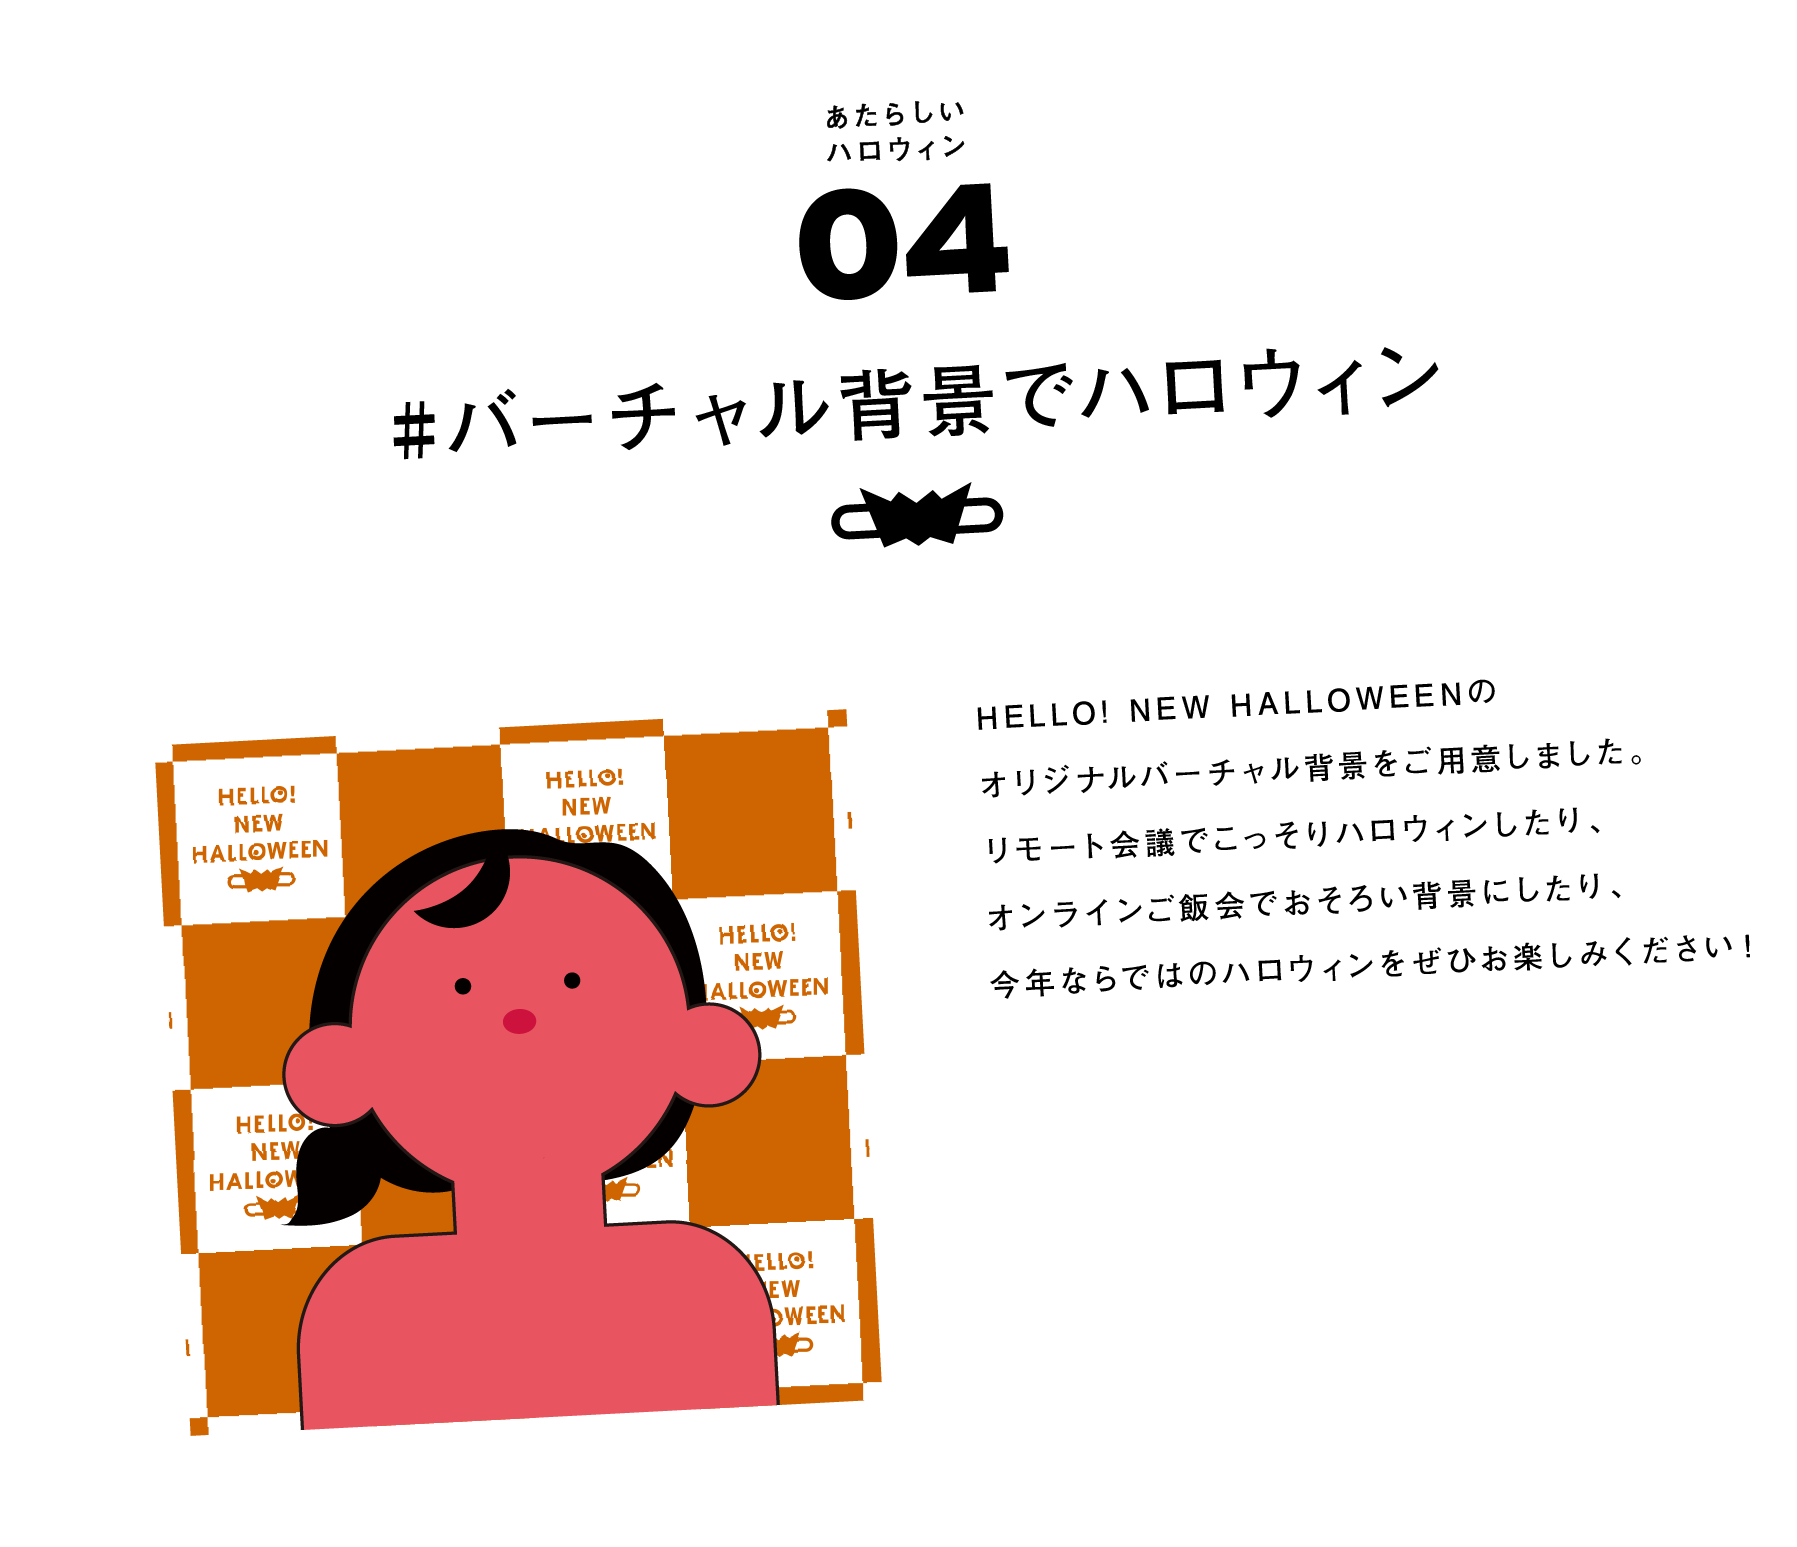 あたらしい
ハロウィン
04
#バーチャル背景でハロウィン
HELLO! NEW HALLOWEENの
オリジナルバーチャル背景をご用意しました。
リモート会議でこっそりハロウィンしたり、
オンラインご飯会でおそろい背景にしたり、
今年ならではのハロウィンをぜひお楽しみください！
HELLO!
NEW
HALLOWEEN
HELLO!
NEW
HALLOWEEN
HELLO!
NEW
HALLOWEEN
HELLO!
NEW